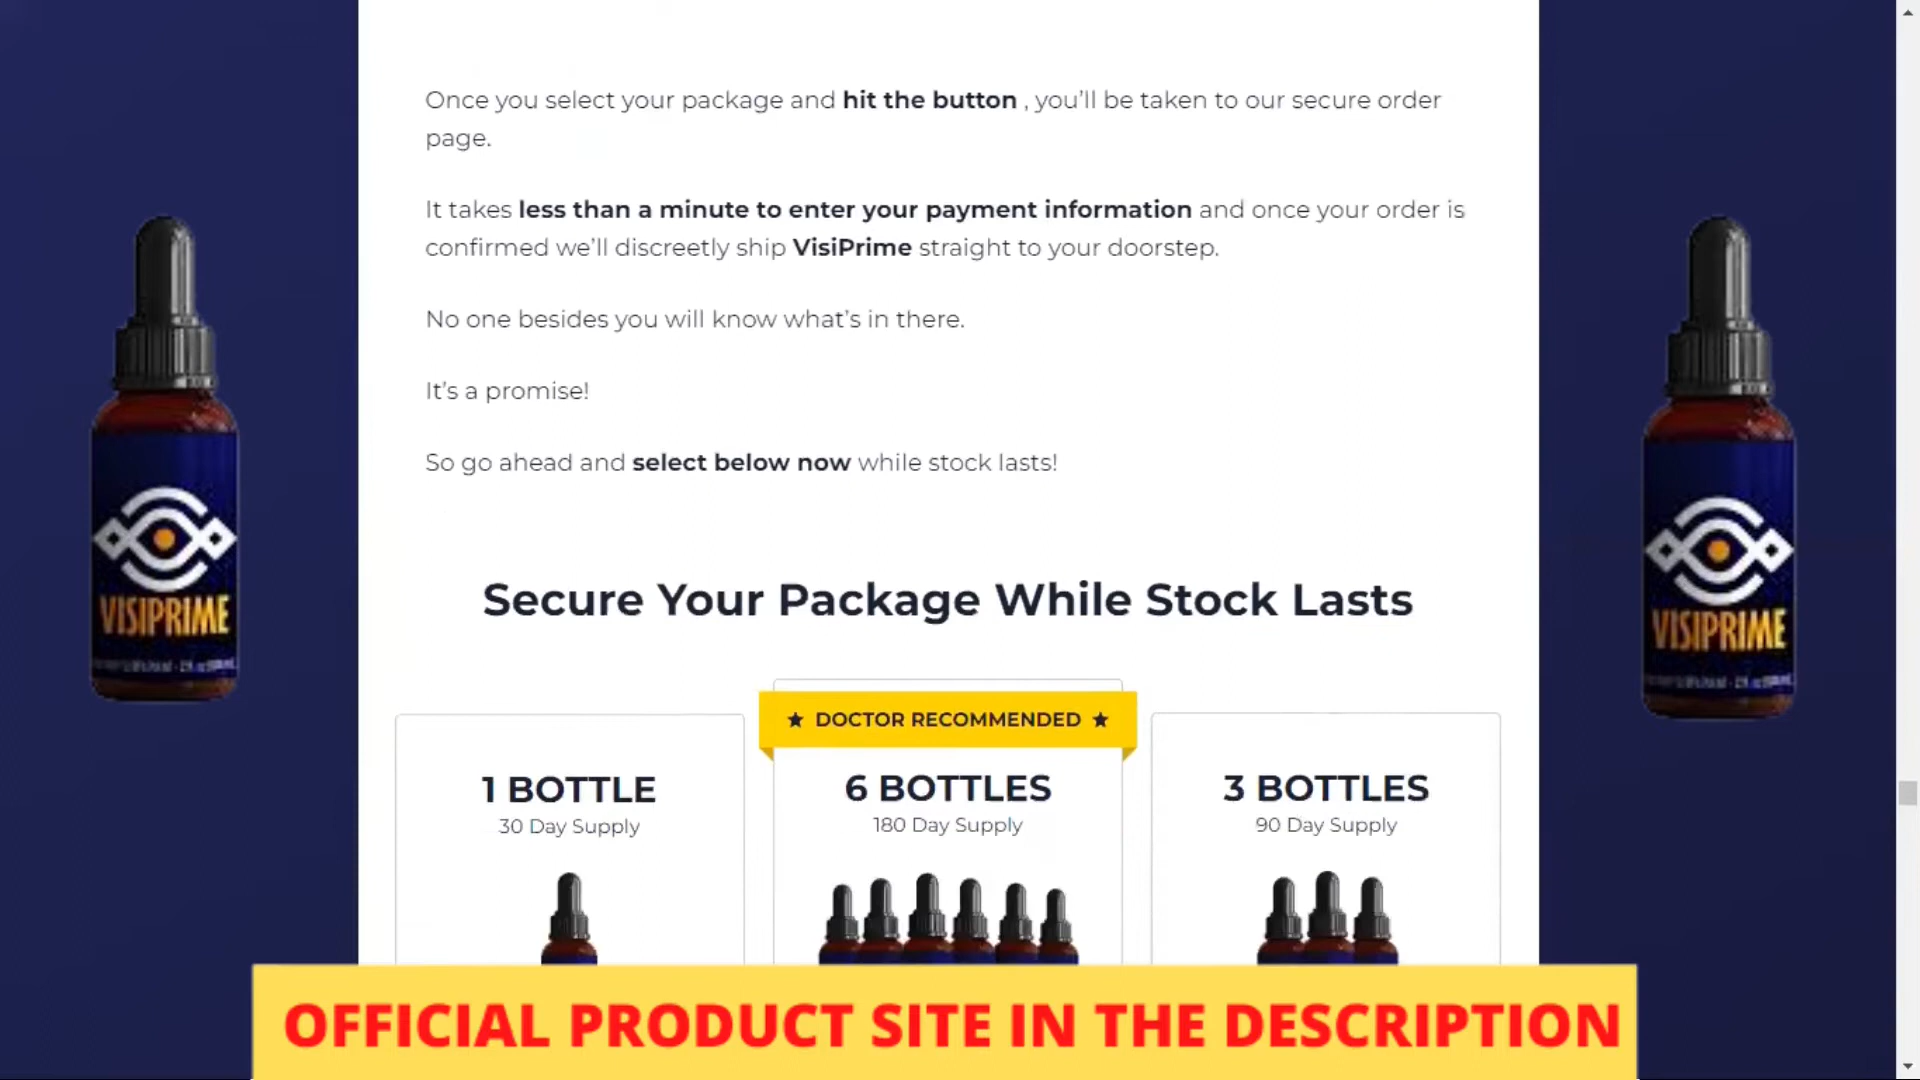 Once you select your package and hit the button , you’ll be taken to our secure order
page.
It takes less than a minute to enter your payment information and once your order is
confirmed we’ll discreetly ship VisiPrime straight to your doorstep.
No one besides you will know what’s in there.
It’s a promise!
So go ahead and select below now while stock lasts!
Secure Your Package While Stock Lasts
★ DOCTOR RECOMMENDED ★
1 BOTTLE
30 Day Supply
6 BOTTLES
180 Day Supply
3 BOTTLES
90 Day Supply
VISIPRIME
VISIPRIME
OFFICIAL PRODUCT SITE IN THE DESCRIPTION